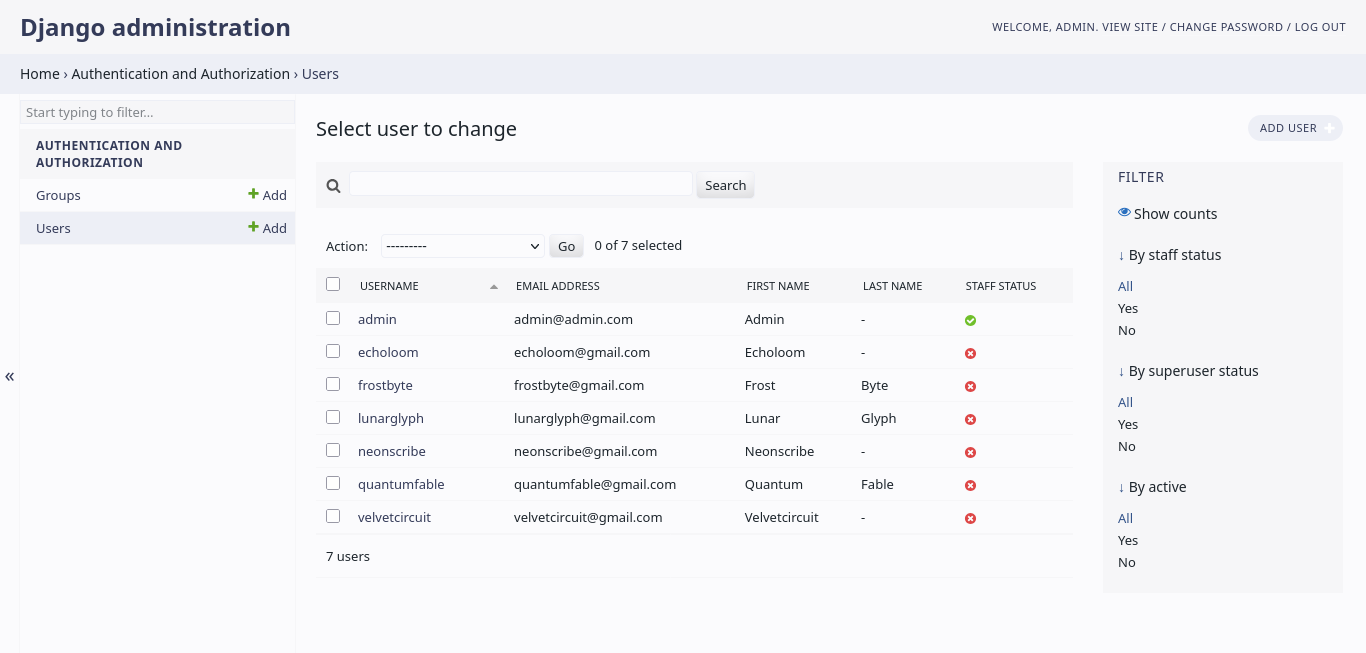 Django administration
WELCOME, ADMIN. VIEW SITE / CHANGE PASSWORD / LOG OUT
Home › Authentication and Authorization › Users
Start typing to filter...
AUTHENTICATION AND
AUTHORIZATION
Groups Add
Users Add
«
Select user to change
ADD USER
Search
Action: --------- Go 0 of 7 selected
USERNAME EMAIL ADDRESS FIRST NAME LAST NAME STAFF STATUS
admin admin@admin.com Admin -
echoloom echoloom@gmail.com Echoloom -
frostbyte frostbyte@gmail.com Frost Byte
lunarglyph lunarglyph@gmail.com Lunar Glyph
neonscribe neonscribe@gmail.com Neonscribe -
quantumfable quantumfable@gmail.com Quantum Fable
velvetcircuit velvetcircuit@gmail.com Velvetcircuit -
7 users
FILTER
Show counts
↓ By staff status
All
Yes
No
↓ By superuser status
All
Yes
No
↓ By active
All
Yes
No